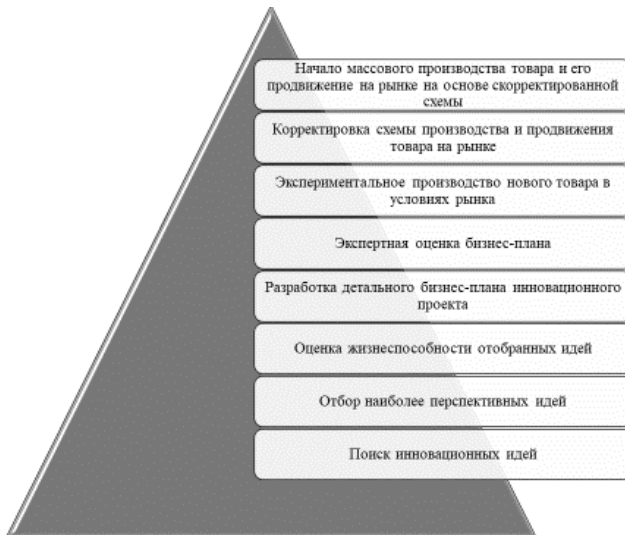 Начало массового производства товара и его
продвижение на рынке на основе скорректированной
схемы
Корректировка схемы производства и продвижения
товара на рынке
Экспериментальное производство нового товара в
условиях рынка
Экспертная оценка бизнес-плана
Разработка детального бизнес-плана инновационного
проекта
Оценка жизнеспособности отобранных идей
Отбор наиболее перспективных идей
Поиск инновационных идей